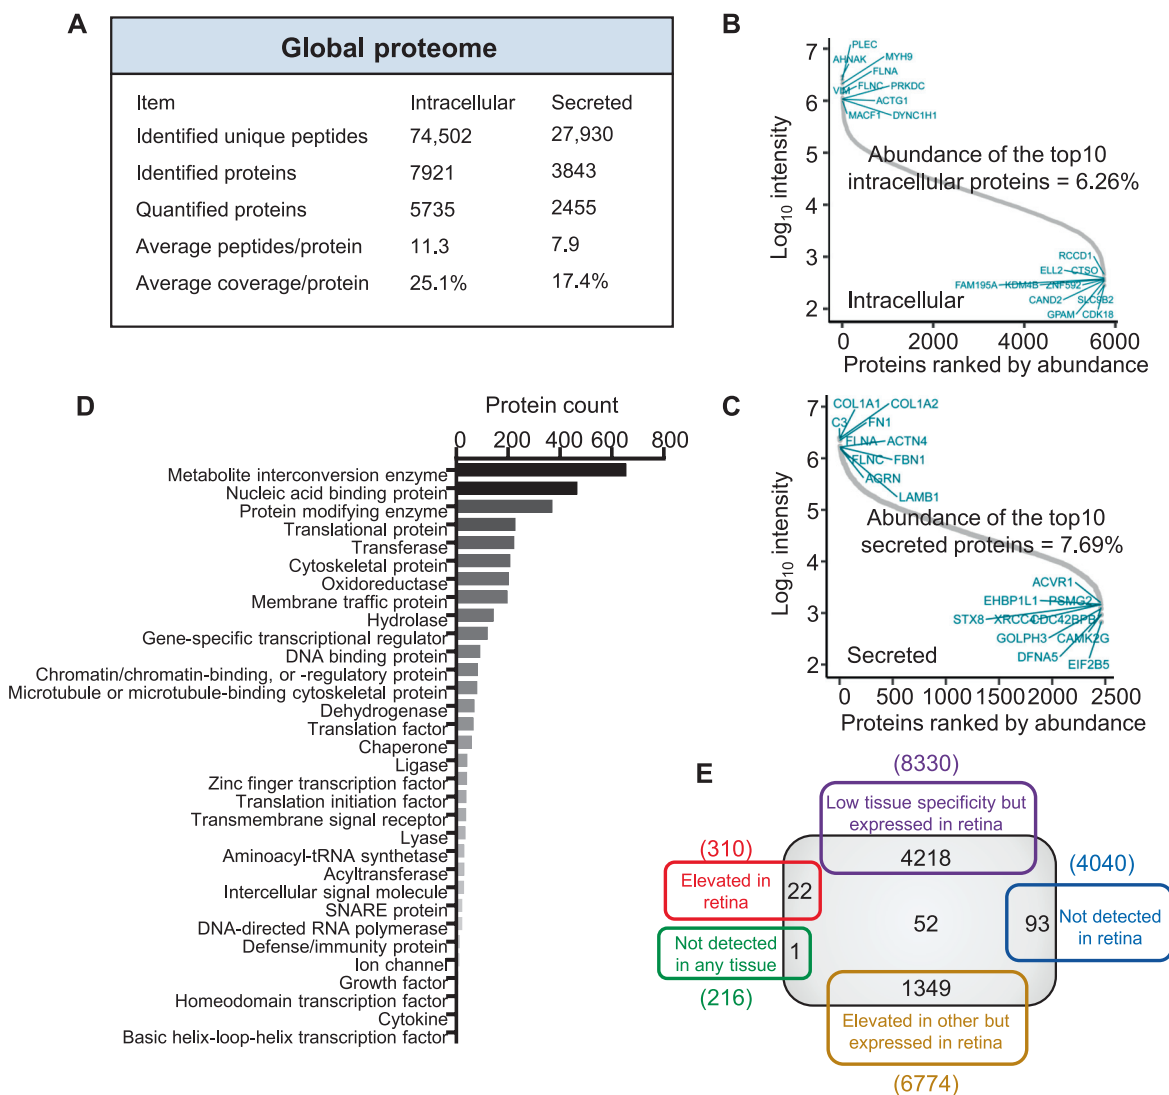 A
Global proteome
Item Intracellular Secreted
Identified unique peptides 74,502 27,930
Identified proteins 7921 3843
Quantified proteins 5735 2455
Average peptides/protein 11.3 7.9
Average coverage/protein 25.1% 17.4%
B
Log10 intensity
7
6
5
4
3
2
PLEC
AHNAK MYH9
FLNA
VIM FLNC PRKDC
ACTG1
MACF1 DYNC1H1
Abundance of the top10
intracellular proteins = 6.26%
RCCD1
ELL2 CTSO
FAM195A KDM4B ZNF592
CAND2 SLC9B2
GPAM CDK18
Intracellular
0 2000 4000 6000
Proteins ranked by abundance
C
Log10 intensity
7
6
5
4
3
2
COL1A1 COL1A2
C3 FN1
FLNA ACTN4
FLNC FBN1
AGRN
LAMB1
Abundance of the top10
secreted proteins = 7.69%
ACVR1
EHBP1L1 PSMG2
STX8 XRCC4 CDC42BPB
GOLPH3 CAMK2G
DFNA5
EIF2B5
Secreted
0 500 1000 1500 2000 2500
Proteins ranked by abundance
D
Protein count
0 200 400 600 800
Metabolite interconversion enzyme
Nucleic acid binding protein
Protein modifying enzyme
Translational protein
Transferase
Cytoskeletal protein
Oxidoreductase
Membrane traffic protein
Hydrolase
Gene-specific transcriptional regulator
DNA binding protein
Chromatin/chromatin-binding, or -regulatory protein
Microtubule or microtubule-binding cytoskeletal protein
Dehydrogenase
Translation factor
Chaperone
Ligase
Zinc finger transcription factor
Translation initiation factor
Transmembrane signal receptor
Lyase
Aminoacyl-tRNA synthetase
Acyltransferase
Intercellular signal molecule
SNARE protein
DNA-directed RNA polymerase
Defense/immunity protein
Ion channel
Growth factor
Homeodomain transcription factor
Cytokine
Basic helix-loop-helix transcription factor
E
(8330)
Low tissue specificity but
expressed in retina
4218
(310)
Elevated in
retina
22
(4040)
Not detected
in retina
93
52
Not detected
in any tissue
1
(216)
1349
Elevated in other but
expressed in retina
(6774)